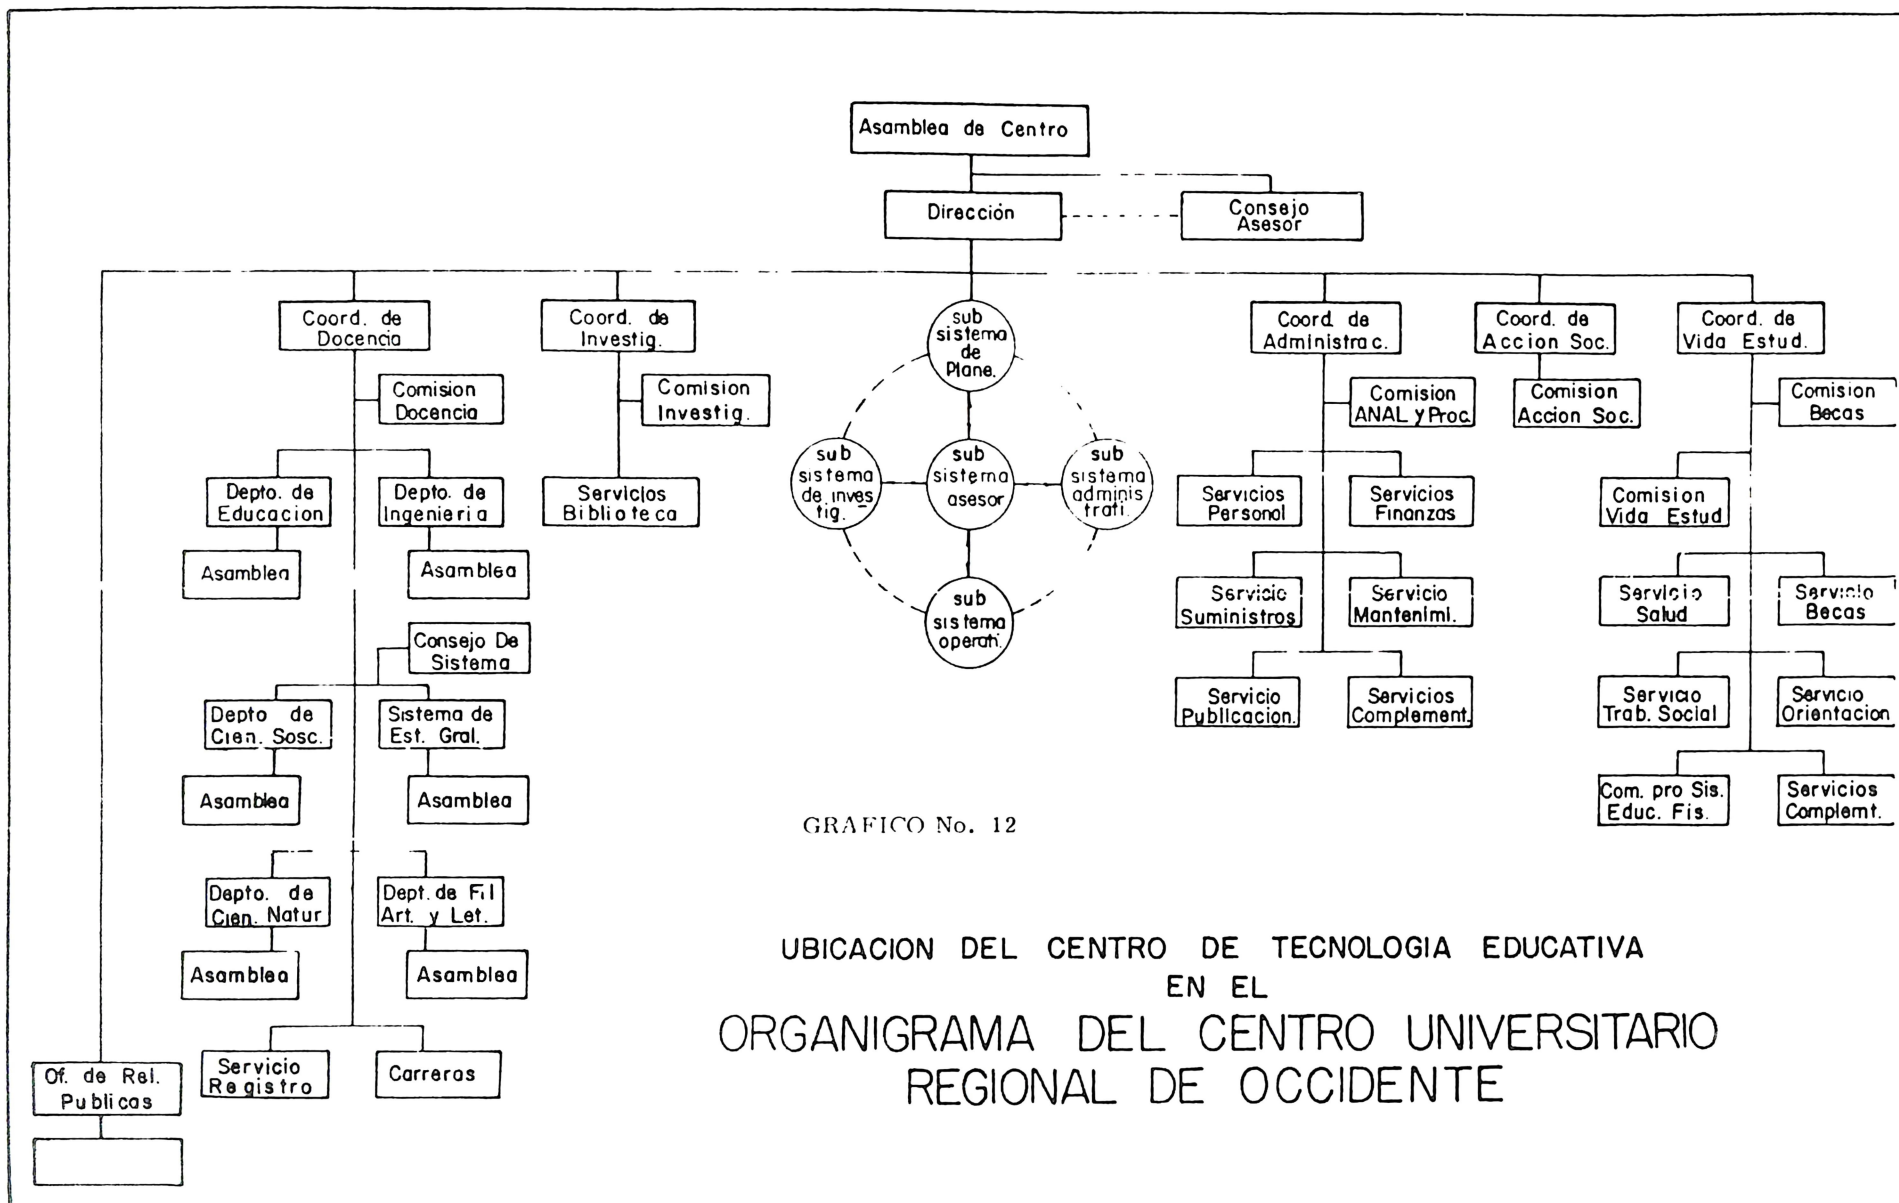 Asamblea de Centro
Dirección
Consejo
Asesor
Coord. de
Docencia
Coord. de
Investig.
sub
sistema
de
Plane.
Coord. de
Administrac.
Coord. de
Accion Soc.
Coord. de
Vida Estud.
Comision
Docencia
Comision
Investig.
Comision
ANAL y Proc.
Comision
Accion Soc.
Comision
Becas
sub
sistema
de inves
tig.
sub
sistema
asesor
sub
sistema
adminis
trati.
Depto. de
Educacion
Depto. de
Ingenieria
Servicios
Biblioteca
Servicios
Personal
Servicios
Finanzas
Comision
Vida Estud
Asamblea
Asamblea
sub
sistema
operati.
Servicio
Suministros
Servicio
Mantenimi.
Servicio
Salud
Servicio
Becas
Consejo De
Sistema
Depto de
Cien. Sosc.
Sistema de
Est. Gral.
Servicio
Publicacion.
Servicios
Complement.
Servicio
Trab. Social
Servicio
Orientacion
Asamblea
Asamblea
Com. pro Sis.
Educ. Fis.
Servicios
Complemt.
GRAFICO No. 12
Depto. de
Cien. Natur
Dept. de Fil
Art. y Let.
Asamblea
Asamblea
UBICACION DEL CENTRO DE TECNOLOGIA EDUCATIVA
EN EL
ORGANIGRAMA DEL CENTRO UNIVERSITARIO
REGIONAL DE OCCIDENTE
Servicio
Registro
Carreras
Of. de Rel.
Publicas